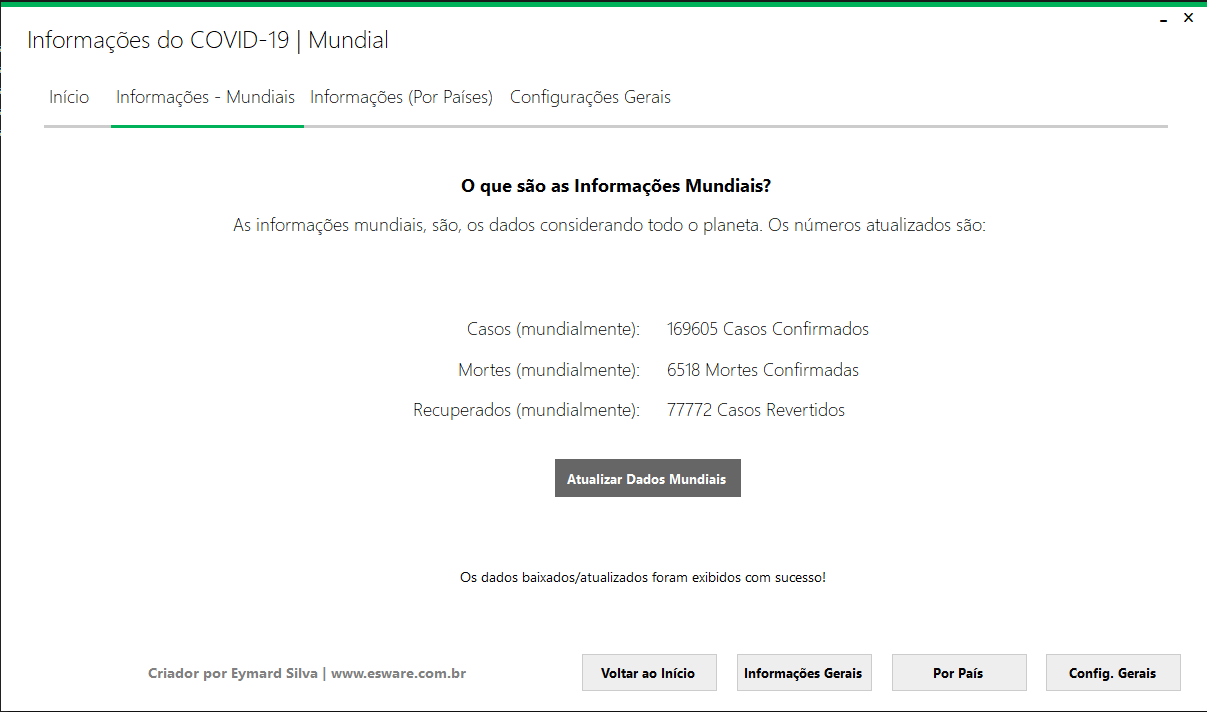 Informações do COVID-19 | Mundial
Início Informações - Mundiais Informações (Por Países) Configurações Gerais
O que são as Informações Mundiais?
As informações mundiais, são, os dados considerando todo o planeta. Os números atualizados são:
Casos (mundialmente): 169605 Casos Confirmados
Mortes (mundialmente): 6518 Mortes Confirmadas
Recuperados (mundialmente): 77772 Casos Revertidos
Atualizar Dados Mundiais
Os dados baixados/atualizados foram exibidos com sucesso!
Criador por Eymard Silva | www.esware.com.br Voltar ao Início Informações Gerais Por País Config. Gerais